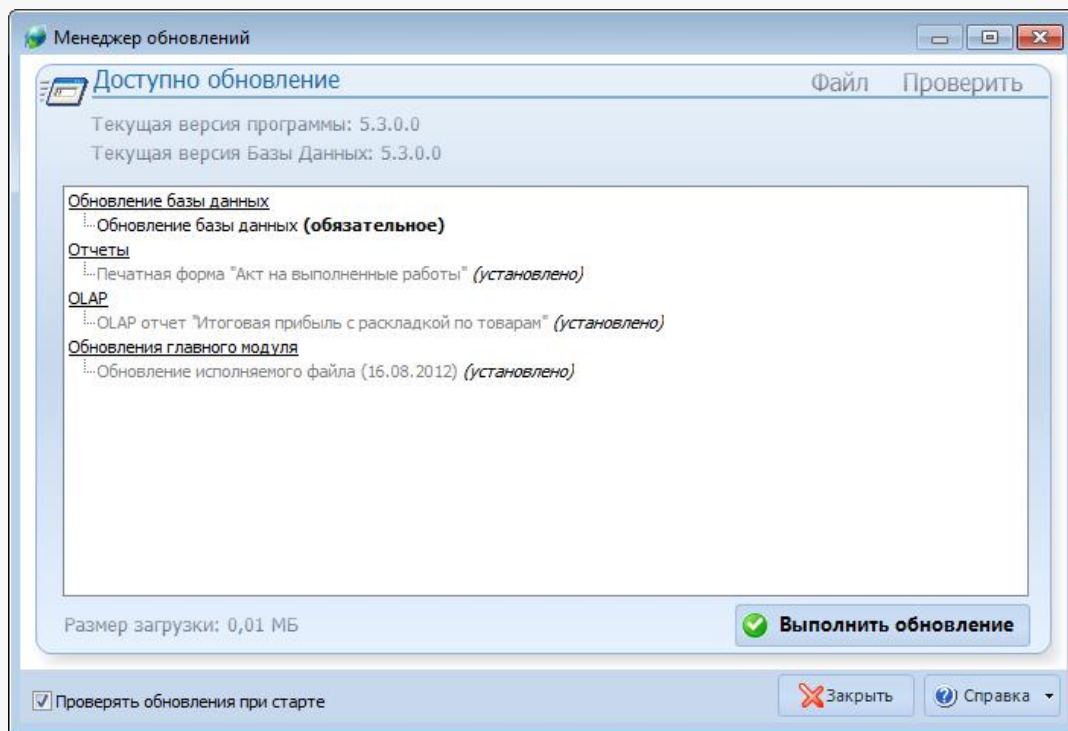 Менеджер обновлений
Доступно обновление
Файл Проверить
Текущая версия программы: 5.3.0.0
Текущая версия Базы Данных: 5.3.0.0
Обновление базы данных
Обновление базы данных (обязательное)
Отчеты
Печатная форма "Акт на выполненные работы" (установлено)
OLAP
OLAP отчет "Итоговая прибыль с раскладкой по товарам" (установлено)
Обновления главного модуля
Обновление исполняемого файла (16.08.2012) (установлено)
Размер загрузки: 0,01 МБ
Выполнить обновление
Проверять обновления при старте
Закрыть
Справка